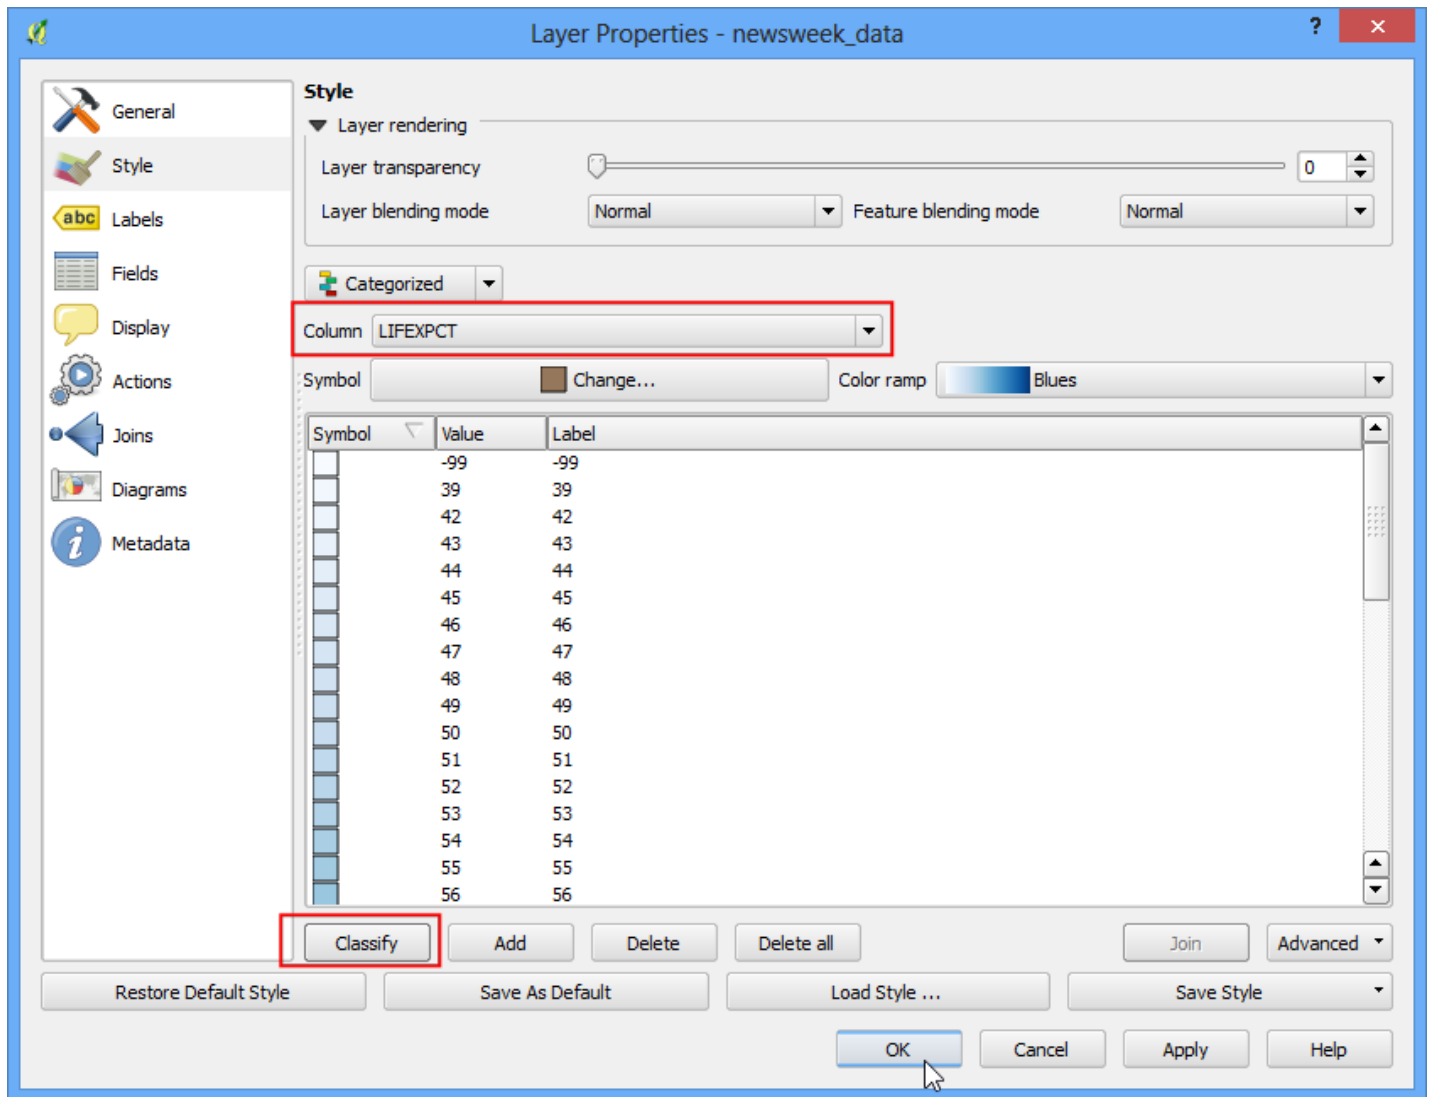 Layer Properties - newsweek_data
?
General
Style
abc Labels
Fields
Display
Actions
Joins
Diagrams
i Metadata
Style
Layer rendering
Layer transparency 0
Layer blending mode Normal Feature blending mode Normal
Categorized
Column LIFEXPCT
Symbol Change... Color ramp Blues
Symbol Value Label
-99 -99
39 39
42 42
43 43
44 44
45 45
46 46
47 47
48 48
49 49
50 50
51 51
52 52
53 53
54 54
55 55
56 56
Classify Add Delete Delete all Join Advanced
Restore Default Style Save As Default Load Style ... Save Style
OK Cancel Apply Help